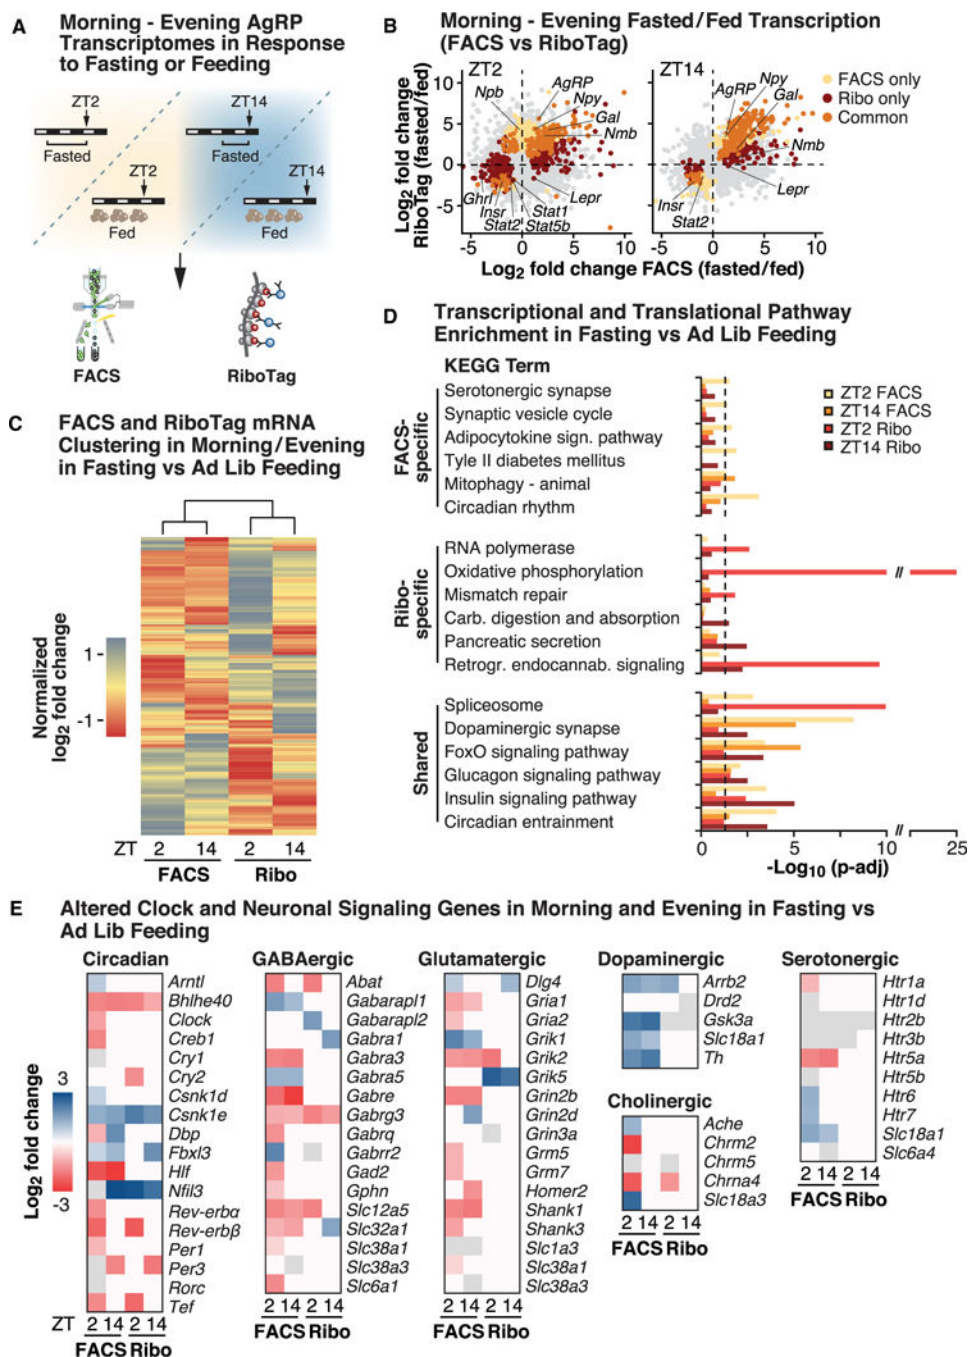 A
Morning - Evening AgRP
Transcriptomes in Response
to Fasting or Feeding
ZT2
ZT14
Fasted
Fasted
ZT2
ZT14
Fed
Fed
FACS
RiboTag
B
Morning - Evening Fasted/Fed Transcription
(FACS vs RiboTag)
ZT2
ZT14
FACS only
Ribo only
Common
Log2 fold change
RiboTag (fasted/fed)
10
5
0
-5
Npb
AgRP
Npy
Gal
Nmb
Ghrl
Insr
Stat2
Stat1
Stat5b
Lepr
AgRP
Npy
Gal
Nmb
Lepr
Insr
Stat2
-5 0 5 10
-5 0 5 10
Log2 fold change FACS (fasted/fed)
C
FACS and RiboTag mRNA
Clustering in Morning/Evening
in Fasting vs Ad Lib Feeding
Normalized
log2 fold change
1
-1
ZT 2 14 2 14
FACS Ribo
D
Transcriptional and Translational Pathway
Enrichment in Fasting vs Ad Lib Feeding
KEGG Term
ZT2 FACS
ZT14 FACS
ZT2 Ribo
ZT14 Ribo
FACS-
specific
Serotonergic synapse
Synaptic vesicle cycle
Adipocytokine sign. pathway
Tyle II diabetes mellitus
Mitophagy - animal
Circadian rhythm
Ribo-
specific
RNA polymerase
Oxidative phosphorylation
Mismatch repair
Carb. digestion and absorption
Pancreatic secretion
Retrogr. endocannab. signaling
Shared
Spliceosome
Dopaminergic synapse
FoxO signaling pathway
Glucagon signaling pathway
Insulin signaling pathway
Circadian entrainment
0 5 10 // 25
//
-Log10 (p-adj)
E
Altered Clock and Neuronal Signaling Genes in Morning and Evening in Fasting vs
Ad Lib Feeding
Log2 fold change
3
-3
Circadian
Arntl
Bhlhe40
Clock
Creb1
Cry1
Cry2
Csnk1d
Csnk1e
Dbp
Fbxl3
Hlf
Nfil3
Rev-erbα
Rev-erbβ
Per1
Per3
Rorc
Tef
ZT 2 14 2 14
FACS Ribo
GABAergic
Abat
Gabarapl1
Gabarapl2
Gabra1
Gabra3
Gabra5
Gabre
Gabrg3
Gabrq
Gabrr2
Gad2
Gphn
Slc12a5
Slc32a1
Slc38a1
Slc38a3
Slc6a1
2 14 2 14
FACS Ribo
Glutamatergic
Dlg4
Gria1
Gria2
Grik1
Grik2
Grik5
Grin2b
Grin2d
Grin3a
Grm5
Grm7
Homer2
Shank1
Shank3
Slc1a3
Slc38a1
Slc38a3
2 14 2 14
FACS Ribo
Dopaminergic
Arrb2
Drd2
Gsk3a
Slc18a1
Th
Cholinergic
Ache
Chrm2
Chrm5
Chrna4
Slc18a3
2 14 2 14
FACS Ribo
Serotonergic
Htr1a
Htr1d
Htr2b
Htr3b
Htr5a
Htr5b
Htr6
Htr7
Slc18a1
Slc6a4
2 14 2 14
FACS Ribo